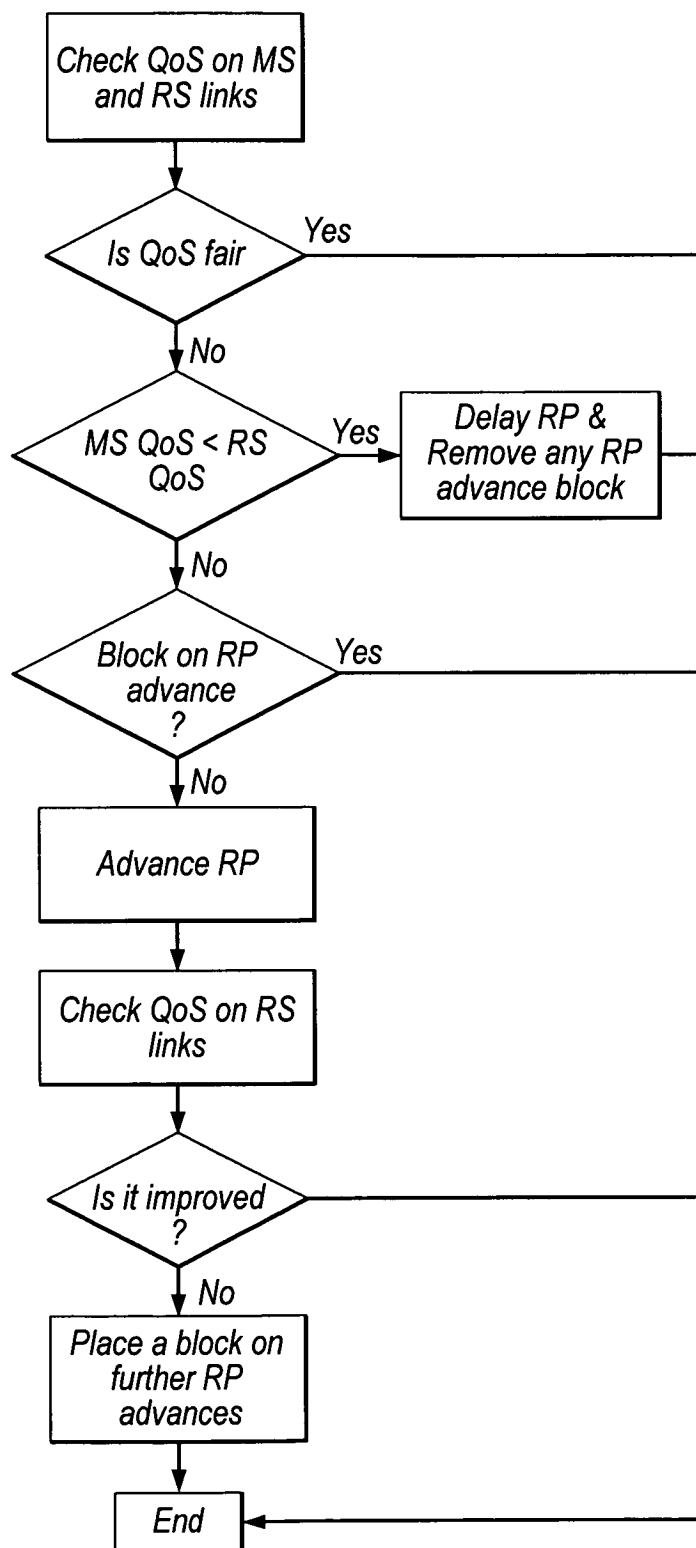 Check QoS on MS
and RS links
Is QoS fair
Yes
No
MS QoS < RS
QoS
Yes
Delay RP &
Remove any RP
advance block
No
Block on RP
advance
?
Yes
No
Advance RP
Check QoS on RS
links
Is it improved
?
No
Place a block on
further RP
advances
End